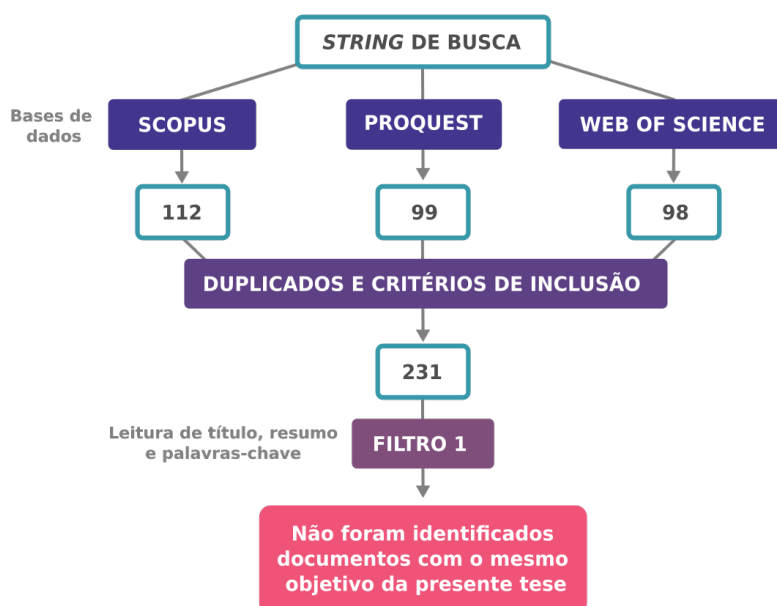 STRING DE BUSCA
Bases de
dados
SCOPUS
PROQUEST
WEB OF SCIENCE
112
99
98
DUPLICADOS E CRITÉRIOS DE INCLUSÃO
231
Leitura de título, resumo
e palavras-chave
FILTRO 1
Não foram identificados
documentos com o mesmo
objetivo da presente tese